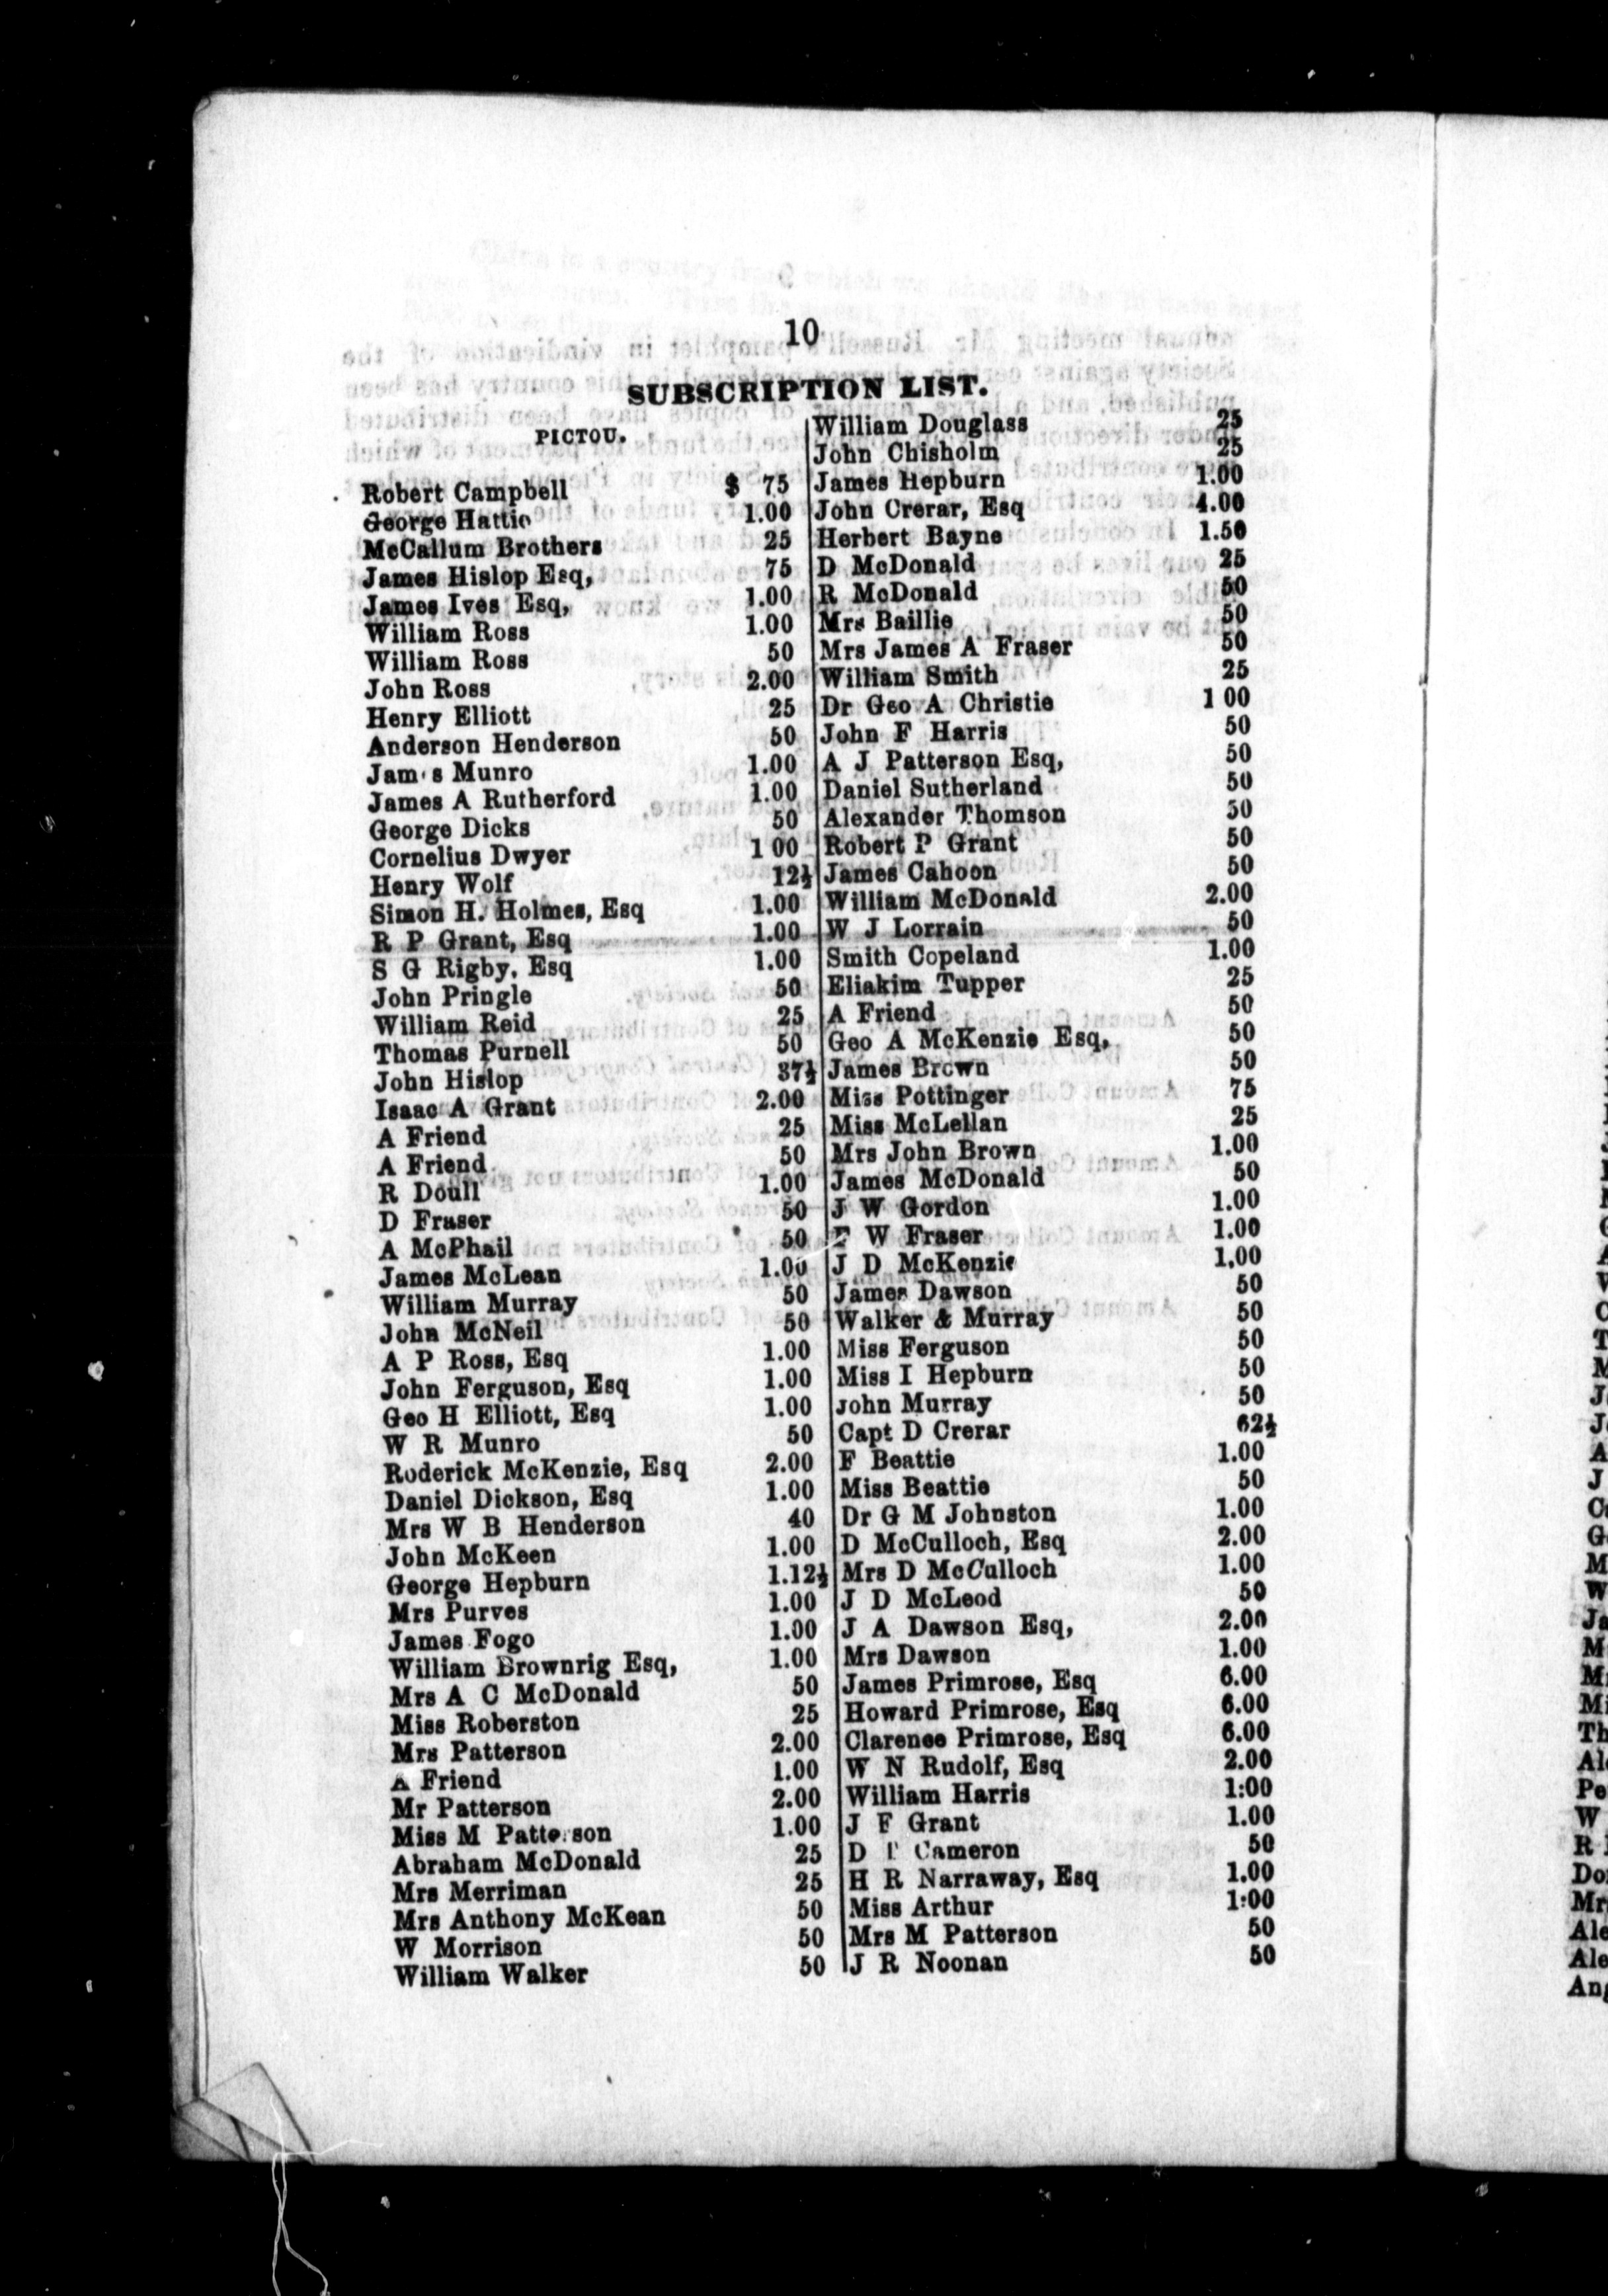 10
SUBSCRIPTION LIST.
PICTOU.
Robert Campbell $ 75
George Hattie 1.00
McCallum Brothers 25
James Hislop Esq, 75
James Ives Esq, 1.00
William Ross 1.00
William Ross 50
John Ross 2.00
Henry Elliott 25
Anderson Henderson 50
James Munro 1.00
James A Rutherford 1.00
George Dicks 50
Cornelius Dwyer 1 00
Henry Wolf 12½
Simon H. Holmes, Esq 1.00
R P Grant, Esq 1.00
S G Rigby, Esq 1.00
John Pringle 50
William Reid 25
Thomas Purnell 50
John Hislop 37½
Isaac A Grant 2.00
A Friend 25
A Friend 50
R Doull 1.00
D Fraser 50
A McPhail 50
James McLean 1.00
William Murray 50
John McNeil 50
A P Ross, Esq 1.00
John Ferguson, Esq 1.00
Geo H Elliott, Esq 1.00
W R Munro 50
Roderick McKenzie, Esq 2.00
Daniel Dickson, Esq 1.00
Mrs W B Henderson 40
John McKeen 1.00
George Hepburn 1.12½
Mrs Purves 1.00
James Fogo 1.00
William Brownrig Esq, 1.00
Mrs A C McDonald 50
Miss Roberston 25
Mrs Patterson 2.00
A Friend 1.00
Mr Patterson 2.00
Miss M Patterson 1.00
Abraham McDonald 25
Mrs Merriman 25
Mrs Anthony McKean 50
W Morrison 50
William Walker 50
William Douglass 25
John Chisholm 25
James Hepburn 1.00
John Crerar, Esq 4.00
Herbert Bayne 1.50
D McDonald 25
R McDonald 50
Mrs Baillie 50
Mrs James A Fraser 50
William Smith 25
Dr Geo A Christie 1 00
John F Harris 50
A J Patterson Esq, 50
Daniel Sutherland 50
Alexander Thomson 50
Robert P Grant 50
James Cahoon 50
William McDonald 2.00
W J Lorrain 50
Smith Copeland 1.00
Eliakim Tupper 25
A Friend 50
Geo A McKenzie Esq, 50
James Brown 50
Miss Pottinger 75
Miss McLellan 25
Mrs John Brown 1.00
James McDonald 50
J W Gordon 1.00
W Fraser 1.00
J D McKenzie 1,00
James Dawson 50
Walker & Murray 50
Miss Ferguson 50
Miss I Hepburn 50
John Murray 50
Capt D Crerar 62½
F Beattie 1.00
Miss Beattie 50
Dr G M Johnston 1.00
D McCulloch, Esq 2.00
Mrs D McCulloch 1.00
J D McLeod 50
J A Dawson Esq, 2.00
Mrs Dawson 1.00
James Primrose, Esq 6.00
Howard Primrose, Esq 6.00
Clarence Primrose, Esq 6.00
W N Rudolf, Esq 2.00
William Harris 1:00
J F Grant 1.00
D Cameron 50
H R Narraway, Esq 1.00
Miss Arthur 1:00
Mrs M Patterson 50
J R Noonan 50